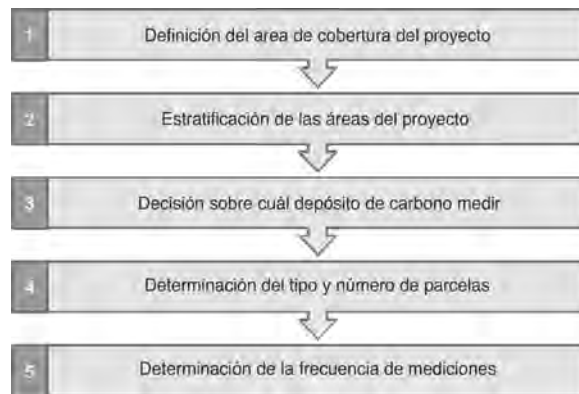 1 Definición del area de cobertura del proyecto
2 Estratificación de las áreas del proyecto
3 Decisión sobre cuál depósito de carbono medir
4 Determinación del tipo y número de parcelas
5 Determinación de la frecuencia de mediciones